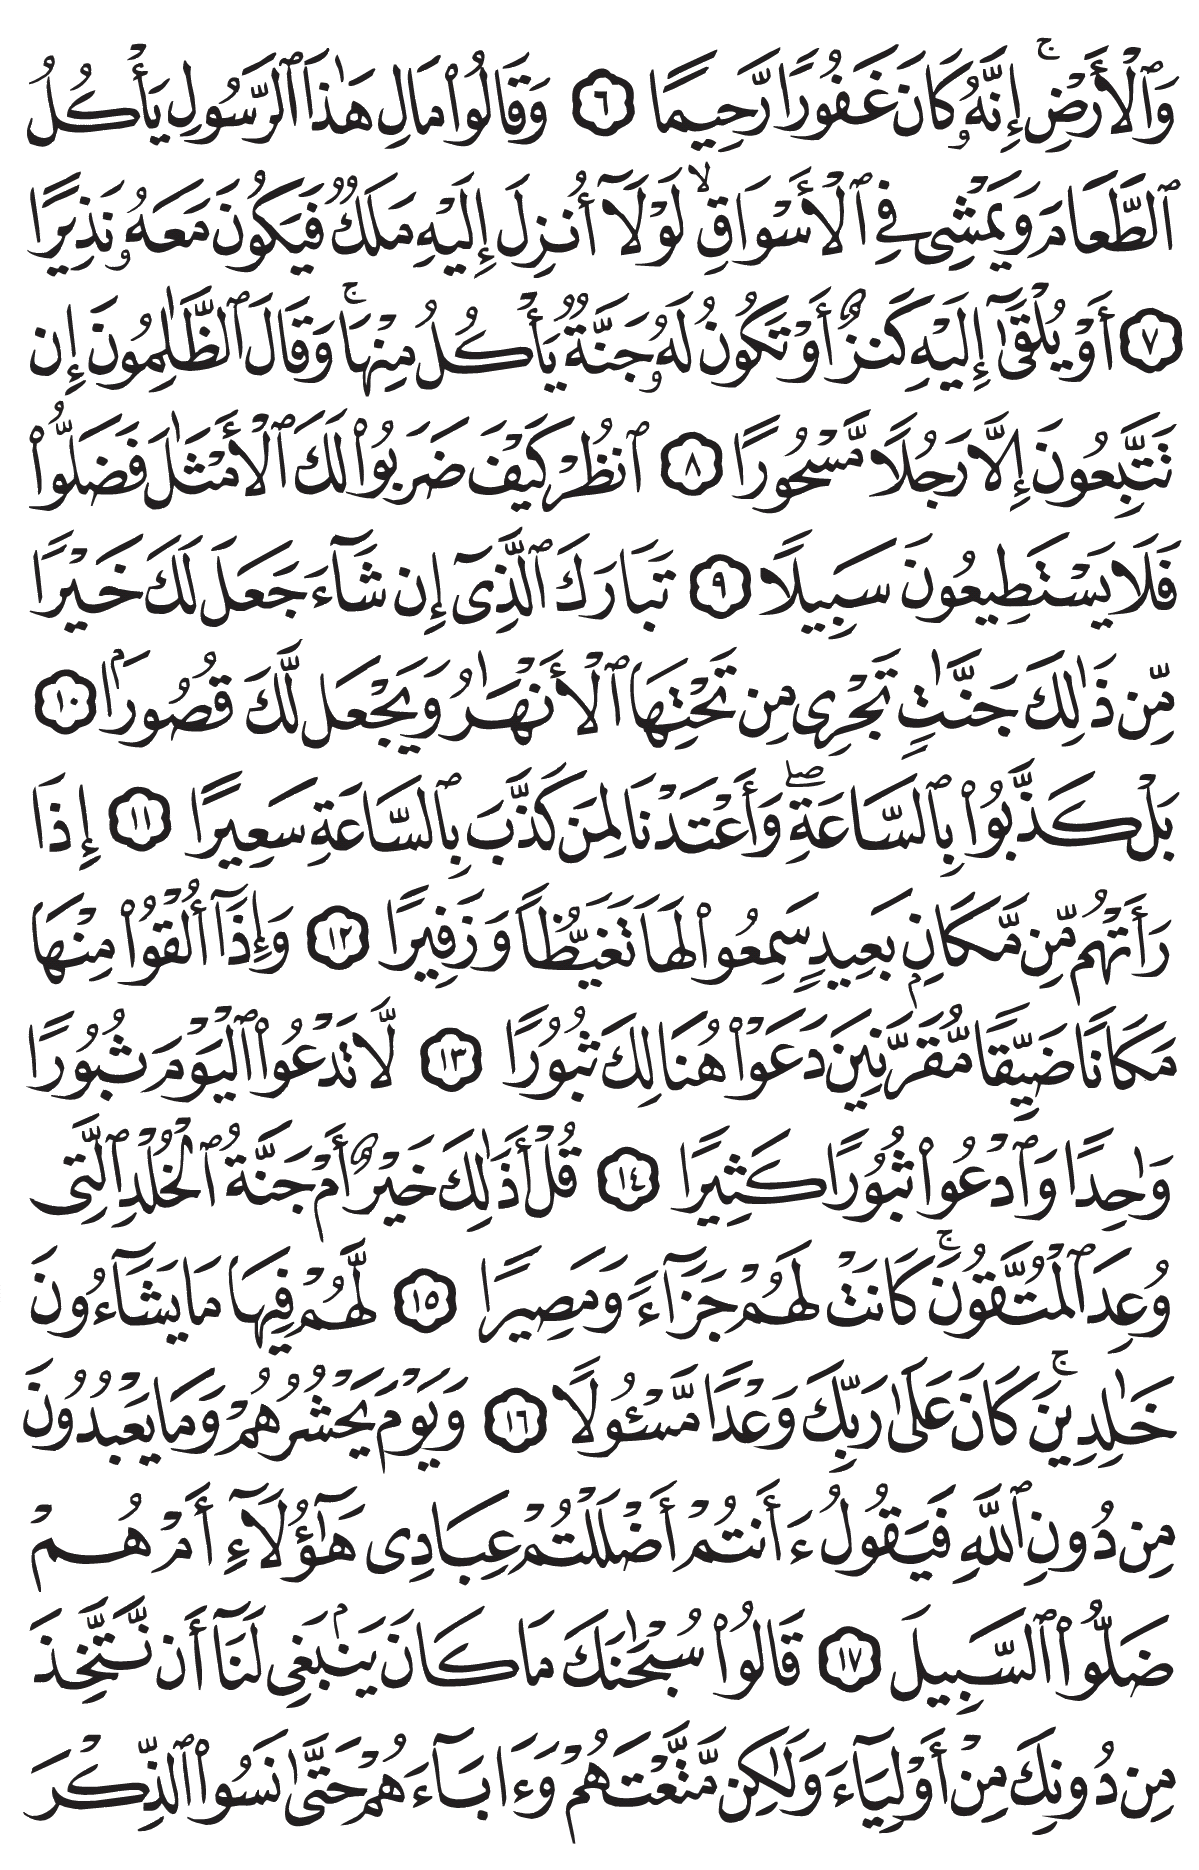 وَٱلۡأَرۡضِۚ إِنَّهُۥ كَانَ غَفُورٗا رَّحِيمٗا ٦ وَقَالُواْ مَالِ هَٰذَا ٱلرَّسُولِ يَأۡكُلُ
ٱلطَّعَامَ وَيَمۡشِي فِي ٱلۡأَسۡوَاقِ لَوۡلَآ أُنزِلَ إِلَيۡهِ مَلَكٞ فَيَكُونَ مَعَهُۥ نَذِيرًا
٧ أَوۡ يُلۡقَىٰٓ إِلَيۡهِ كَنزٌ أَوۡ تَكُونُ لَهُۥ جَنَّةٞ يَأۡكُلُ مِنۡهَاۚ وَقَالَ ٱلظَّٰلِمُونَ إِن
تَتَّبِعُونَ إِلَّا رَجُلٗا مَّسۡحُورًا ٨ ٱنظُرۡ كَيۡفَ ضَرَبُواْ لَكَ ٱلۡأَمۡثَٰلَ فَضَلُّواْ
فَلَا يَسۡتَطِيعُونَ سَبِيلٗا ٩ تَبَارَكَ ٱلَّذِيٓ إِن شَآءَ جَعَلَ لَكَ خَيۡرٗا
مِّن ذَٰلِكَ جَنَّٰتٖ تَجۡرِي مِن تَحۡتِهَا ٱلۡأَنۡهَٰرُ وَيَجۡعَل لَّكَ قُصُورَۢا ١٠
بَلۡ كَذَّبُواْ بِٱلسَّاعَةِۖ وَأَعۡتَدۡنَا لِمَن كَذَّبَ بِٱلسَّاعَةِ سَعِيرًا ١١ إِذَا
رَأَتۡهُم مِّن مَّكَانِۭ بَعِيدٖ سَمِعُواْ لَهَا تَغَيُّظٗا وَزَفِيرٗا ١٢ وَإِذَآ أُلۡقُواْ مِنۡهَا
مَكَانٗا ضَيِّقٗا مُّقَرَّنِينَ دَعَوۡاْ هُنَالِكَ ثُبُورٗا ١٣ لَّا تَدۡعُواْ ٱلۡيَوۡمَ ثُبُورٗا
وَٰحِدٗا وَٱدۡعُواْ ثُبُورٗا كَثِيرٗا ١٤ قُلۡ أَذَٰلِكَ خَيۡرٌ أَمۡ جَنَّةُ ٱلۡخُلۡدِ ٱلَّتِي
وُعِدَ ٱلۡمُتَّقُونَۚ كَانَتۡ لَهُمۡ جَزَآءٗ وَمَصِيرٗا ١٥ لَّهُمۡ فِيهَا مَا يَشَآءُونَ
خَٰلِدِينَۚ كَانَ عَلَىٰ رَبِّكَ وَعۡدٗا مَّسۡـُٔولٗا ١٦ وَيَوۡمَ يَحۡشُرُهُمۡ وَمَا يَعۡبُدُونَ
مِن دُونِ ٱللَّهِ فَيَقُولُ ءَأَنتُمۡ أَضۡلَلۡتُمۡ عِبَادِي هَٰٓؤُلَآءِ أَمۡ هُمۡ
ضَلُّواْ ٱلسَّبِيلَ ١٧ قَالُواْ سُبۡحَٰنَكَ مَا كَانَ يَنۢبَغِي لَنَآ أَن نَّتَّخِذَ
مِن دُونِكَ مِنۡ أَوۡلِيَآءَ وَلَٰكِن مَّتَّعۡتَهُمۡ وَءَابَآءَهُمۡ حَتَّىٰ نَسُواْ ٱلذِّكۡرَ